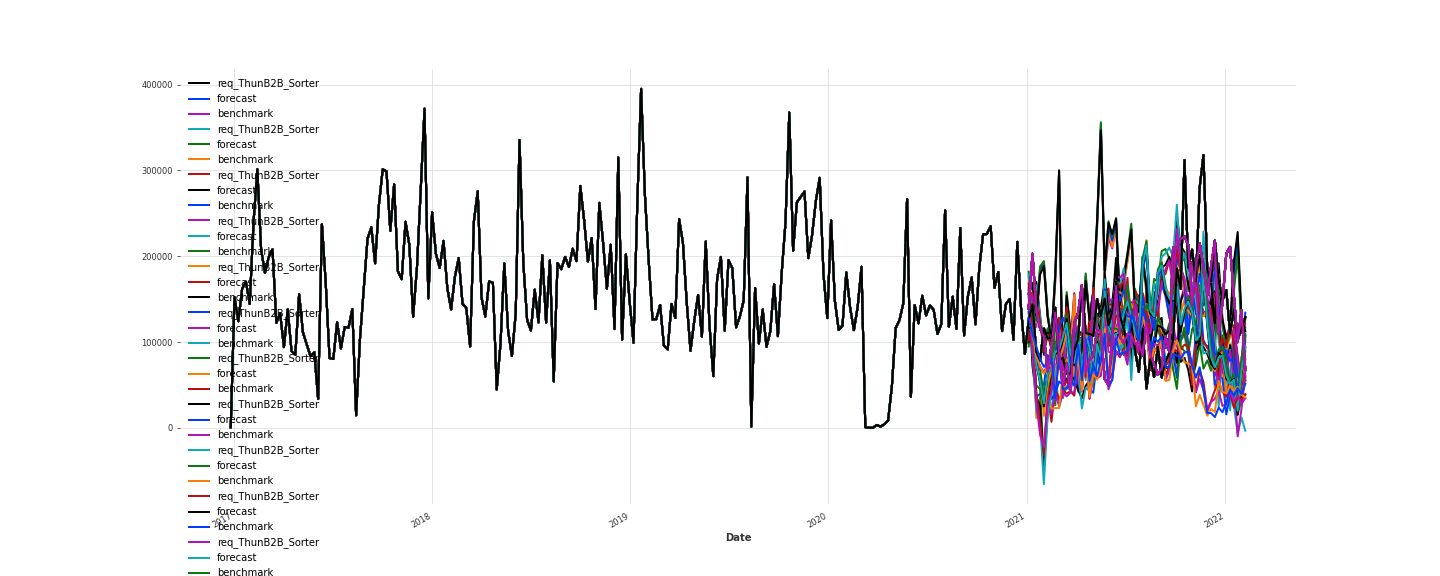 400000
300000
200000
100000
0
req_ThunB2B_Sorter
forecast
benchmark
req_ThunB2B_Sorter
forecast
benchmark
req_ThunB2B_Sorter
forecast
benchmark
req_ThunB2B_Sorter
forecast
benchmark
req_ThunB2B_Sorter
forecast
benchmark
req_ThunB2B_Sorter
forecast
benchmark
req_ThunB2B_Sorter
forecast
benchmark
req_ThunB2B_Sorter
forecast
benchmark
req_ThunB2B_Sorter
forecast
benchmark
req_ThunB2B_Sorter
forecast
benchmark
req_ThunB2B_Sorter
forecast
benchmark
2017
2018
2019
2020
2021
2022
Date